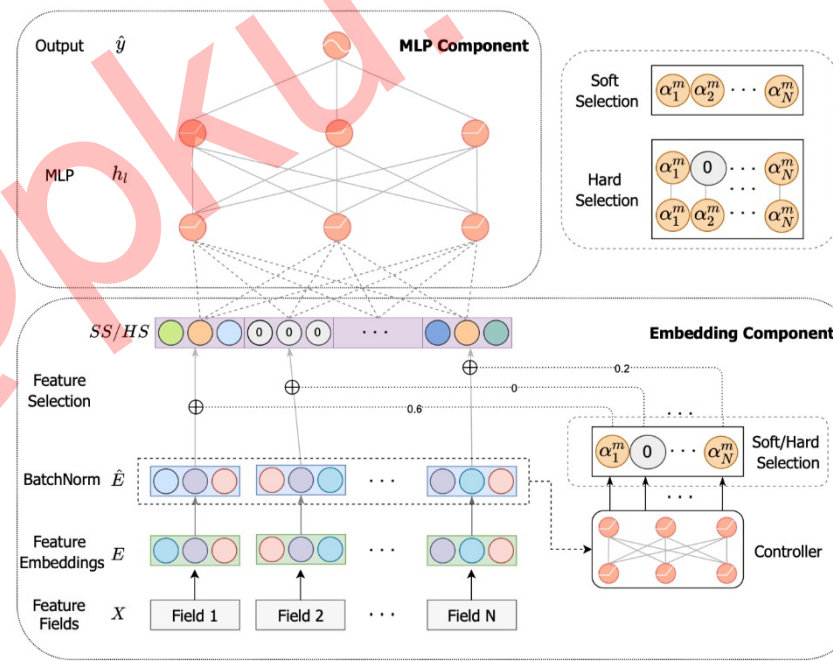 Output ŷ
MLP Component
MLP h_l
Soft Selection
α_1^m α_2^m ··· α_N^m
Hard Selection
α_1^m 0 ··· α_N^m
···
α_1^m α_2^m ··· α_N^m
SS/HS
0 0 0 ···
Embedding Component
Feature Selection
0.2
0
0.6
···
α_1^m 0 ··· α_N^m
Soft/Hard Selection
BatchNorm Ê
···
···
Feature Embeddings E
···
Controller
Feature Fields X
Field 1
Field 2
···
Field N
epku.